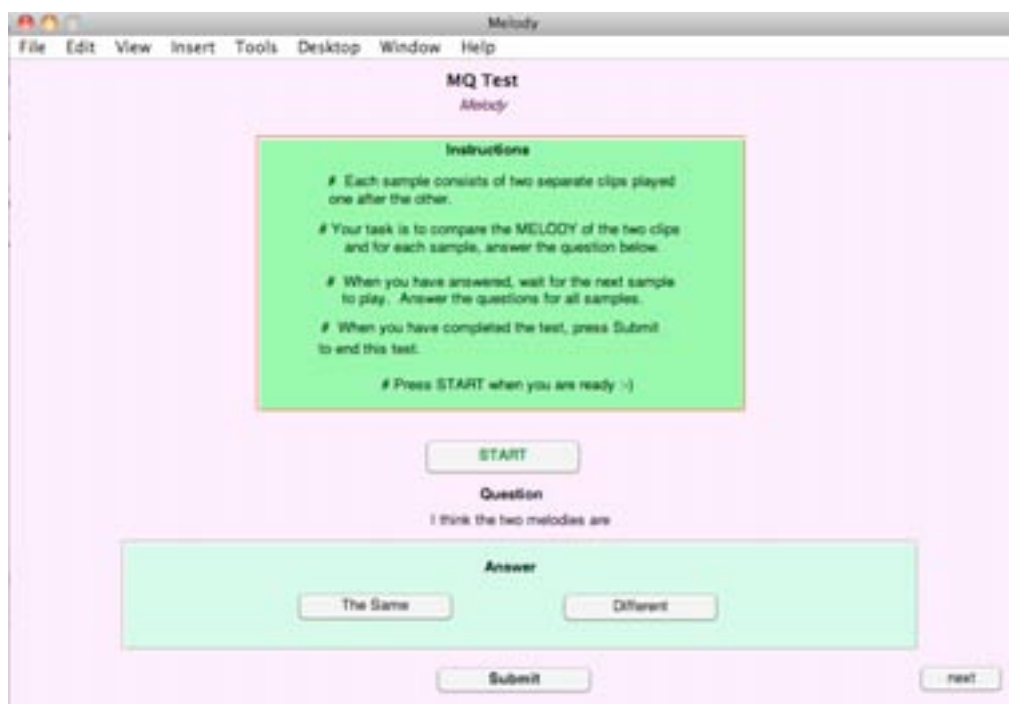 Melody
File Edit View Insert Tools Desktop Window Help
MQ Test
Melody
Instructions
# Each sample consists of two separate clips played
one after the other.
# Your task is to compare the MELODY of the two clips
and for each sample, answer the question below.
# When you have answered, wait for the next sample
to play. Answer the questions for all samples.
# When you have completed the test, press Submit
to end this test.
# Press START when you are ready :-)
START
Question
I think the two melodies are
Answer
The Same Different
Submit next